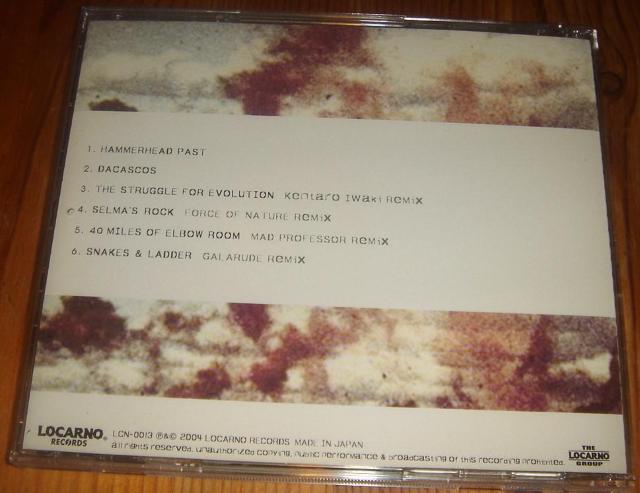 1. HAMMERHEAD PAST
2. DACASCOS
3. THE STRUGGLE FOR EVOLUTION Kentaro Iwaki Remix
4. SELMA'S ROCK FORCE OF NATURE Remix
5. 40 MILES OF ELBOW ROOM MAD PROFESSOR Remix
6. SNAKES & LADDER GALARUDE Remix
LOCARNO®
RECORDS
LCN-0013 ℗&© 2004 LOCARNO RECORDS MADE IN JAPAN
all rights reserved. unauthorized copying, public performance & broadcasting of this recording prohibited.
THE
LOCARNO
GROUP